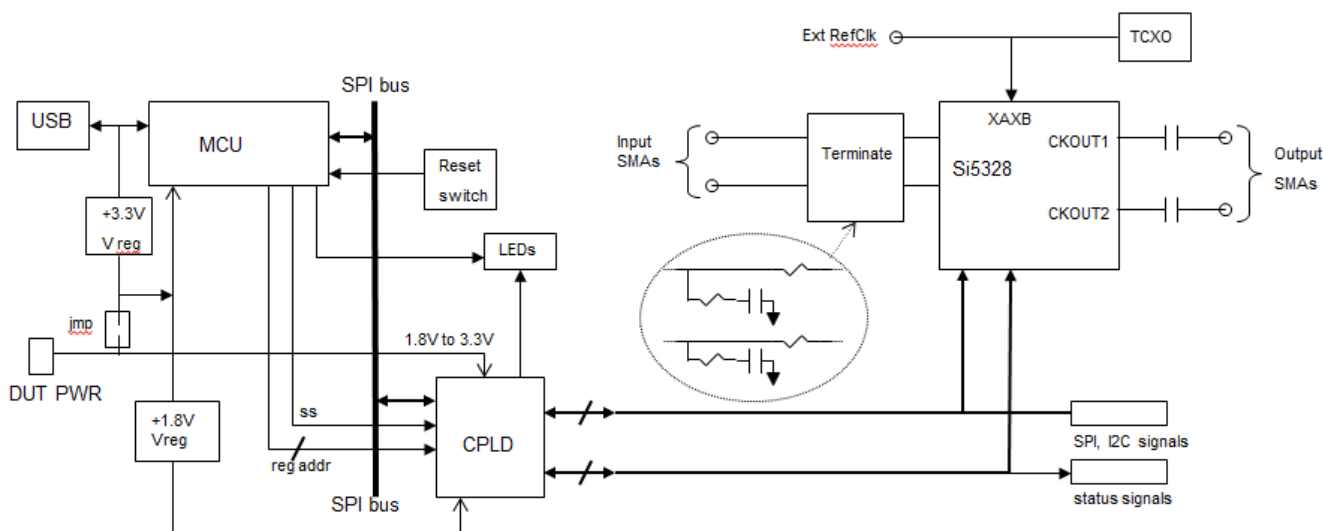 Ext RefClk
TCXO
SPI bus
USB
MCU
XAXB
CKOUT1
Input
SMAs
Terminate
Si5328
Output
SMAs
Reset
switch
CKOUT2
+3.3V
V reg
LEDs
jmp
1.8V to 3.3V
DUT PWR
+1.8V
Vreg
ss
CPLD
reg addr
SPI, I2C signals
SPI bus
status signals